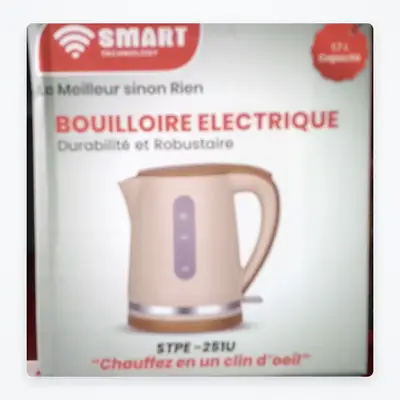 SMART
TECHNOLOGY
1.7 L
Capacité
Le Meilleur sinon Rien
BOUILLOIRE ELECTRIQUE
Durabilité et Robustaire
STPE-251U
"Chauffez en un clin d'oeil"